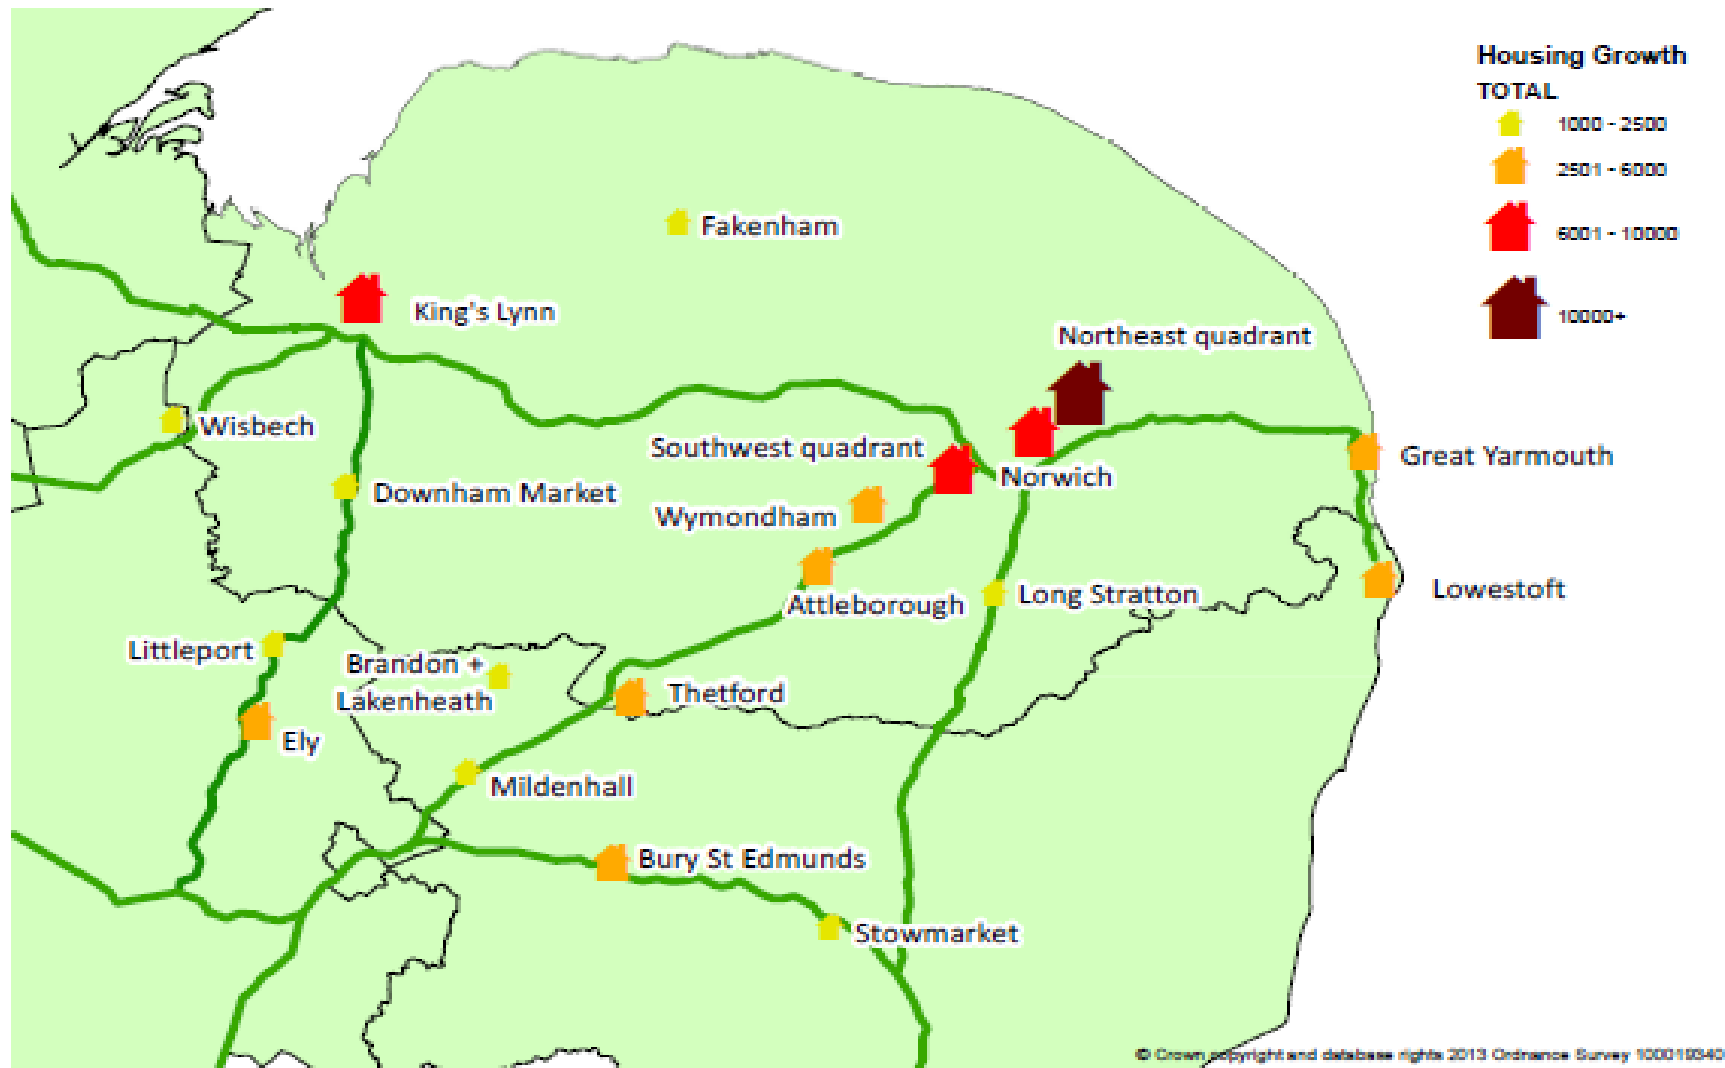 Housing Growth
TOTAL
1000 - 2500
2501 - 6000
6001 - 10000
10000+
Fakenham
King's Lynn
Northeast quadrant
Wisbech
Southwest quadrant
Great Yarmouth
Norwich
Downham Market
Wymondham
Lowestoft
Attleborough
Long Stratton
Littleport
Brandon +
Lakenheath
Thetford
Ely
Mildenhall
Bury St Edmunds
Stowmarket
© Crown copyright and database rights 2013 Ordnance Survey 100019340